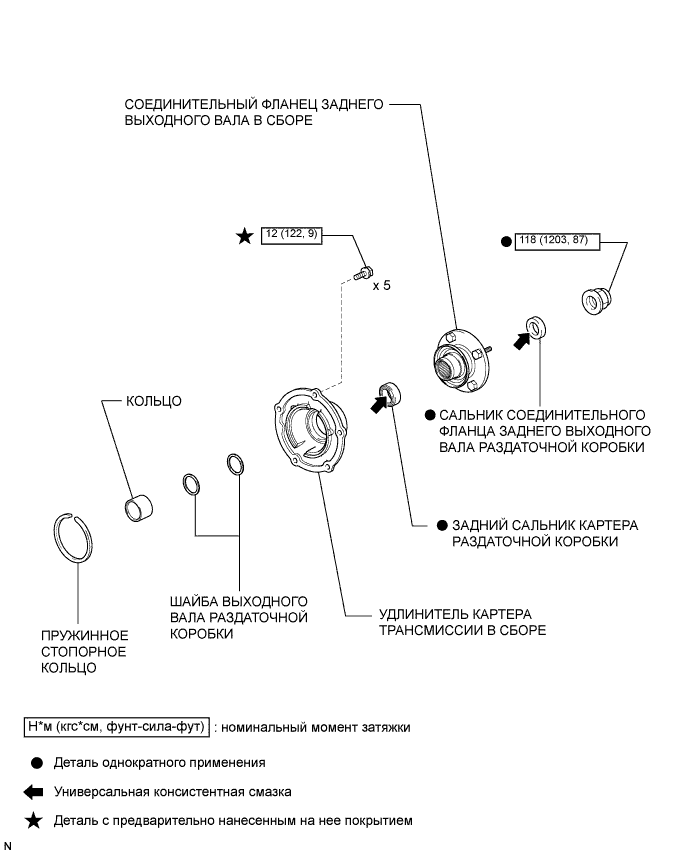 СОЕДИНИТЕЛЬНЫЙ ФЛАНЕЦ ЗАДНЕГО
ВЫХОДНОГО ВАЛА В СБОРЕ
12 (122, 9)
118 (1203, 87)
x 5
КОЛЬЦО
САЛЬНИК СОЕДИНИТЕЛЬНОГО
ФЛАНЦА ЗАДНЕГО ВЫХОДНОГО
ВАЛА РАЗДАТОЧНОЙ КОРОБКИ
ЗАДНИЙ САЛЬНИК КАРТЕРА
РАЗДАТОЧНОЙ КОРОБКИ
ШАЙБА ВЫХОДНОГО
ВАЛА РАЗДАТОЧНОЙ
КОРОБКИ
УДЛИНИТЕЛЬ КАРТЕРА
ТРАНСМИССИИ В СБОРЕ
ПРУЖИННОЕ
СТОПОРНОЕ
КОЛЬЦО
Н*м (кгс*см, фунт-сила-фут) : номинальный момент затяжки
Деталь однократного применения
Универсальная консистентная смазка
Деталь с предварительно нанесенным на нее покрытием
N